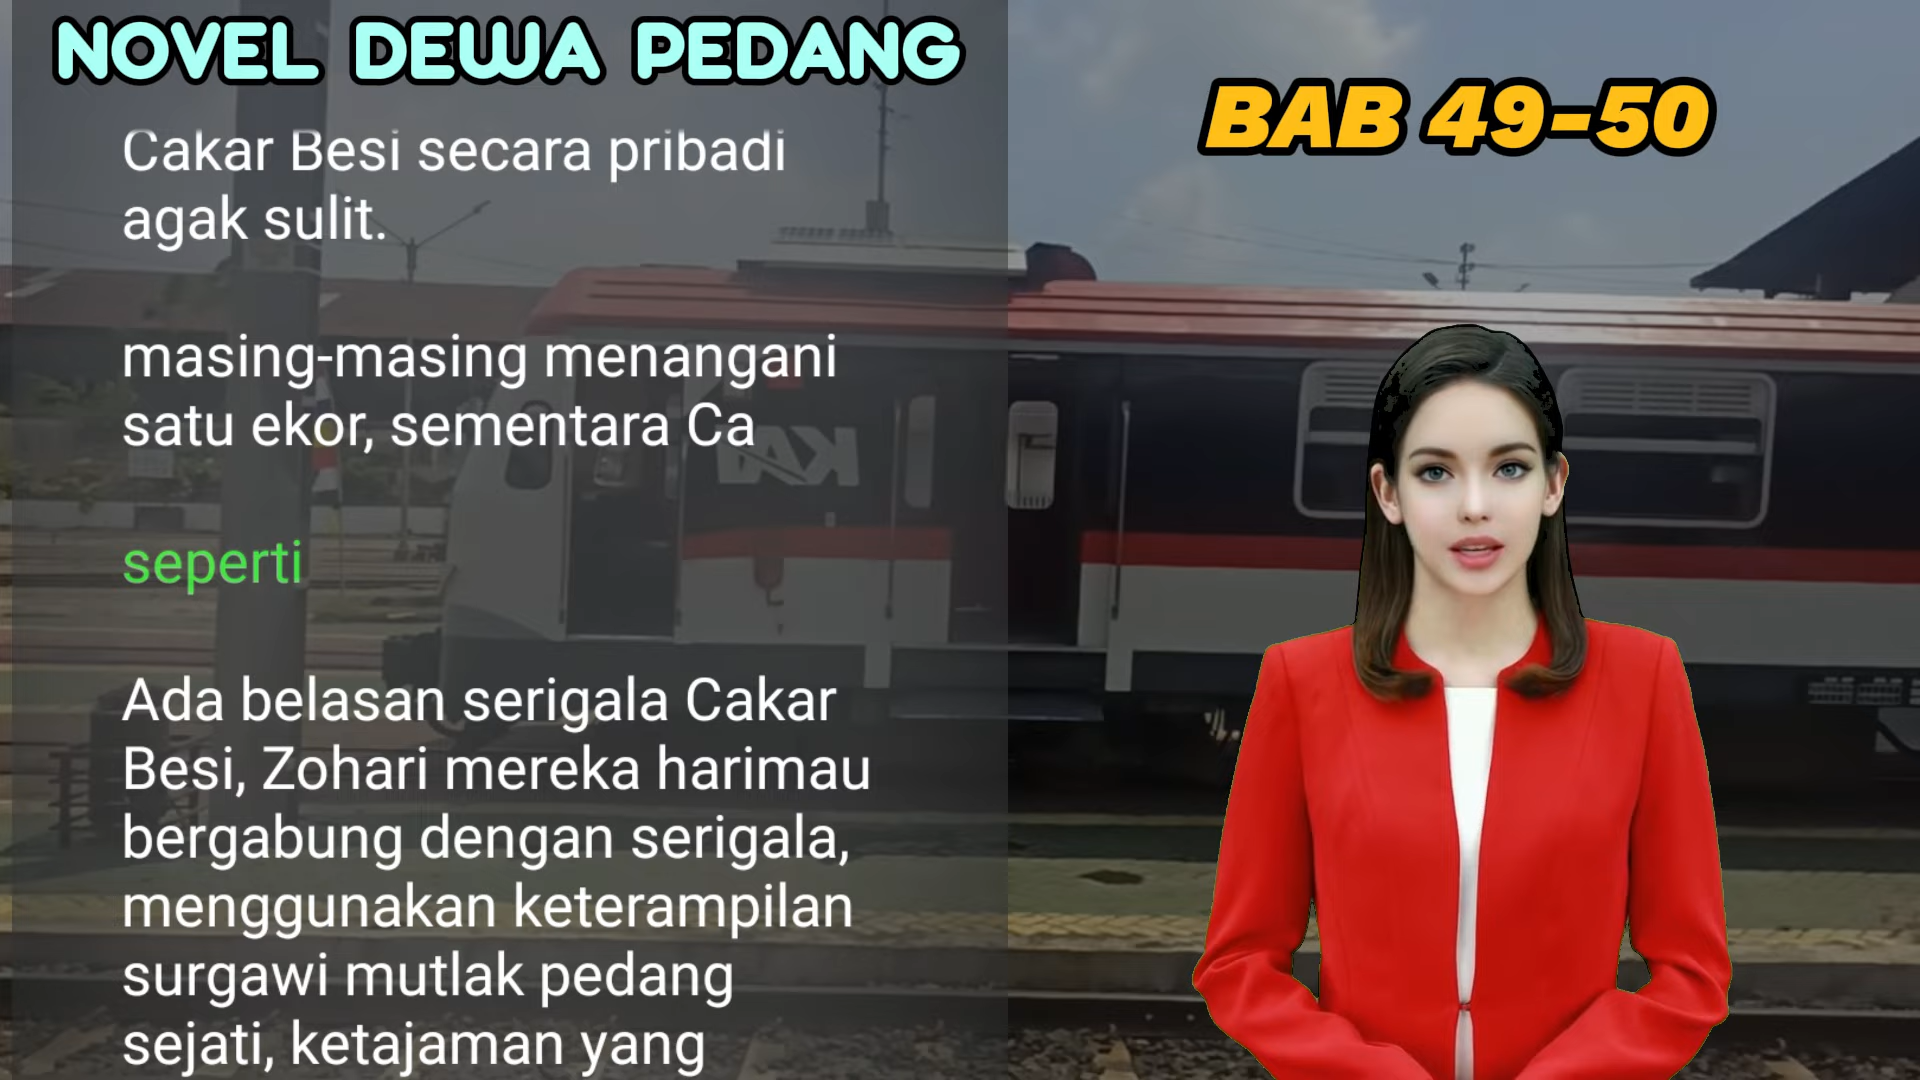 NOVEL DEWA PEDANG
Cakar Besi secara pribadi
agak sulit.
masing-masing menangani
satu ekor, sementara Ca
seperti
Ada belasan serigala Cakar
Besi, Zohari mereka harimau
bergabung dengan serigala,
menggunakan keterampilan
surgawi mutlak pedang
sejati, ketajaman yang
BAB 49-50
KAI